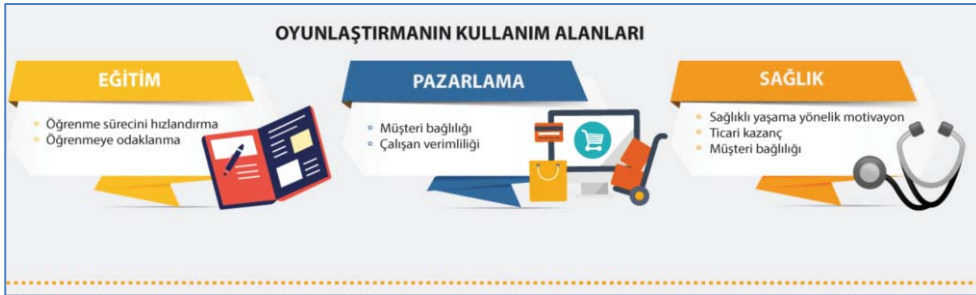 OYUNLAŞTIRMANIN KULLANIM ALANLARI
EĞİTİM
Öğrenme sürecini hızlandırma
Öğrenmeye odaklanma
PAZARLAMA
Müşteri bağlılığı
Çalışan verimliliği
SAĞLIK
Sağlıklı yaşama yönelik motivasyon
Ticari kazanç
Müşteri bağlılığı